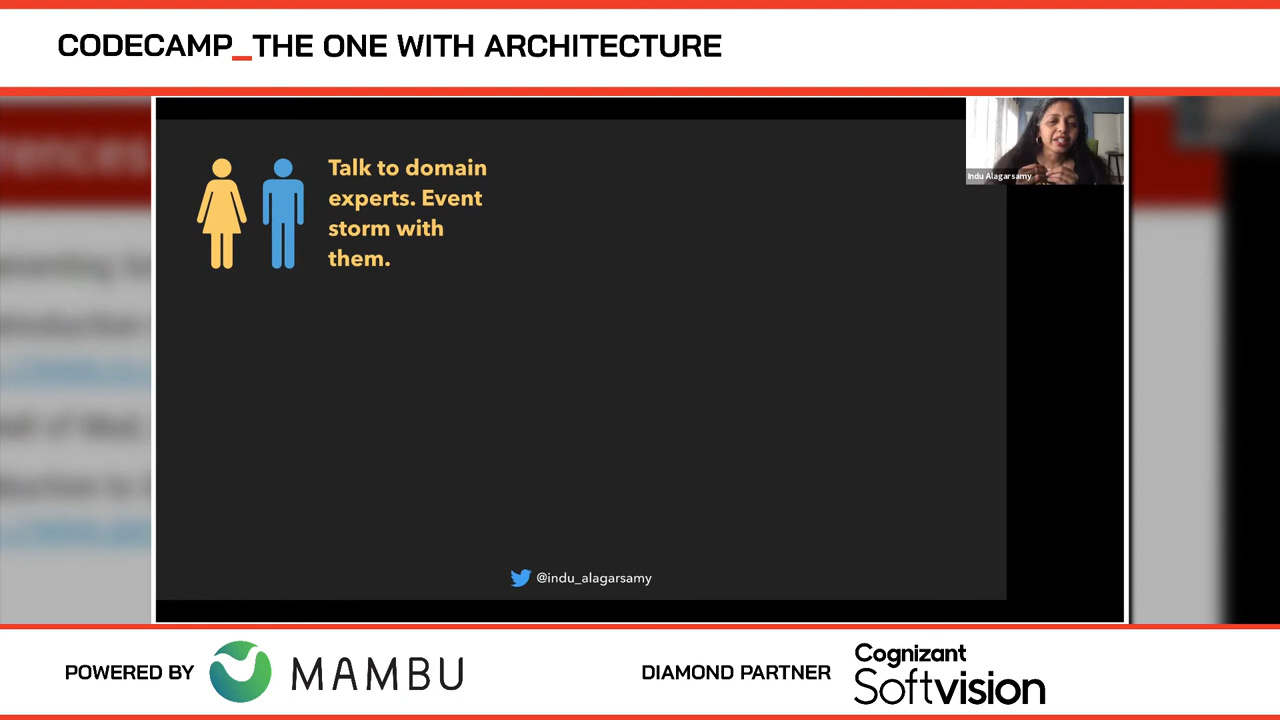 CODECAMP_THE ONE WITH ARCHITECTURE
Indu Alagarsamy
Talk to domain
experts. Event
storm with
them.
@indu_alagarsamy
POWERED BY MAMBU
DIAMOND PARTNER
Cognizant
Softvision